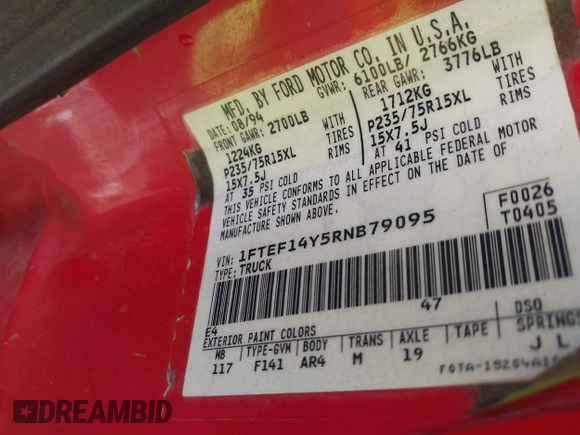 MFD. BY FORD MOTOR CO. IN U.S.A.
DATE: 08/94 GVWR: 6100LB/ 2766KG
FRONT GAWR: 2700LB REAR GAWR: 3776LB
1224KG WITH 1712KG WITH
P235/75R15XL TIRES P235/75R15XL TIRES
15X7.5J RIMS 15X7.5J RIMS
AT 35 PSI COLD AT 41 PSI COLD
THIS VEHICLE CONFORMS TO ALL APPLICABLE FEDERAL MOTOR
VEHICLE SAFETY STANDARDS IN EFFECT ON THE DATE OF
MANUFACTURE SHOWN ABOVE.
VIN: 1FTEF14Y5RNB79095 F0026
TYPE: TRUCK T0405
47
E4
EXTERIOR PAINT COLORS DSO
WB TYPE-GVW BODY TRANS AXLE TAPE SPRINGS
117 F141 AR4 M 19 J L
DREAMBID